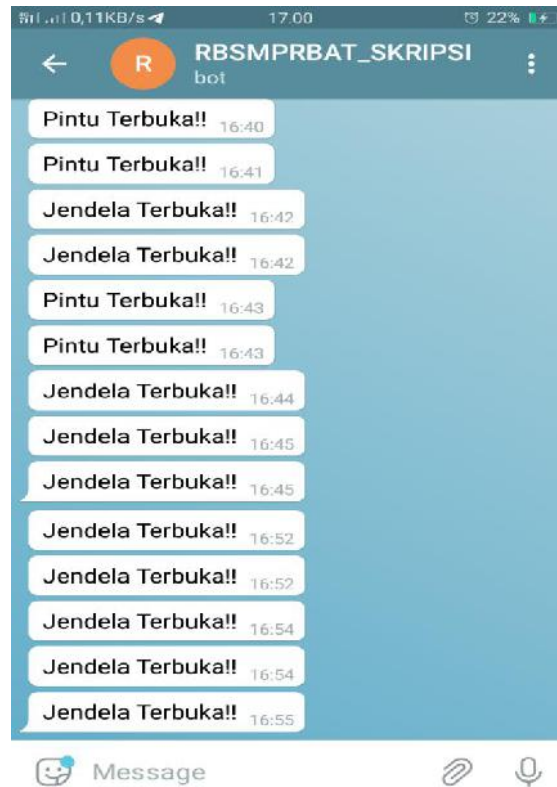 0,11KB/s 17.00 22%
R RBSMPRBAT_SKRIPSI
bot
Pintu Terbuka!! 16:40
Pintu Terbuka!! 16:41
Jendela Terbuka!! 16:42
Jendela Terbuka!! 16:42
Pintu Terbuka!! 16:43
Pintu Terbuka!! 16:43
Jendela Terbuka!! 16:44
Jendela Terbuka!! 16:45
Jendela Terbuka!! 16:45
Jendela Terbuka!! 16:52
Jendela Terbuka!! 16:52
Jendela Terbuka!! 16:54
Jendela Terbuka!! 16:54
Jendela Terbuka!! 16:55
Message